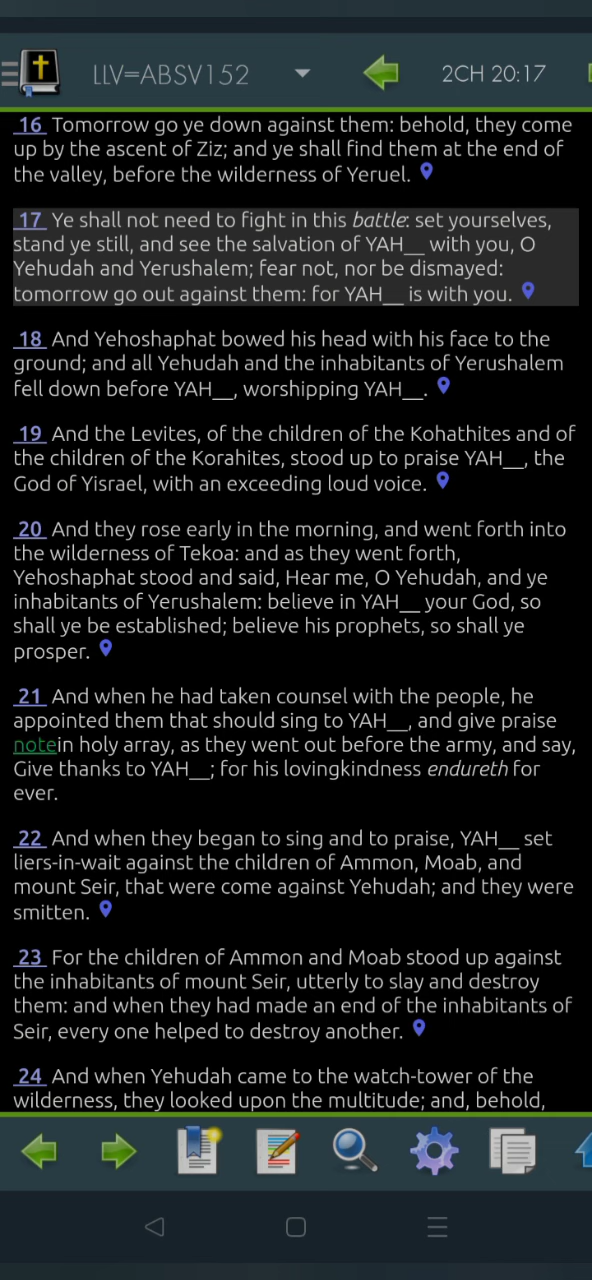 LLV=ABSV152
2CH 20:17
16 Tomorrow go ye down against them: behold, they come
up by the ascent of Ziz; and ye shall find them at the end of
the valley, before the wilderness of Yeruel.
17 Ye shall not need to fight in this battle: set yourselves,
stand ye still, and see the salvation of YAH__ with you, O
Yehudah and Yerushalem; fear not, nor be dismayed:
tomorrow go out against them: for YAH__ is with you.
18 And Yehoshaphat bowed his head with his face to the
ground; and all Yehudah and the inhabitants of Yerushalem
fell down before YAH__, worshipping YAH__.
19 And the Levites, of the children of the Kohathites and of
the children of the Korahites, stood up to praise YAH__, the
God of Yisrael, with an exceeding loud voice.
20 And they rose early in the morning, and went forth into
the wilderness of Tekoa: and as they went forth,
Yehoshaphat stood and said, Hear me, O Yehudah, and ye
inhabitants of Yerushalem: believe in YAH__ your God, so
shall ye be established; believe his prophets, so shall ye
prosper.
21 And when he had taken counsel with the people, he
appointed them that should sing to YAH__, and give praise
notein holy array, as they went out before the army, and say,
Give thanks to YAH__; for his lovingkindness endureth for
ever.
22 And when they began to sing and to praise, YAH__ set
liers-in-wait against the children of Ammon, Moab, and
mount Seir, that were come against Yehudah; and they were
smitten.
23 For the children of Ammon and Moab stood up against
the inhabitants of mount Seir, utterly to slay and destroy
them: and when they had made an end of the inhabitants of
Seir, every one helped to destroy another.
24 And when Yehudah came to the watch-tower of the
wilderness, they looked upon the multitude; and, behold,